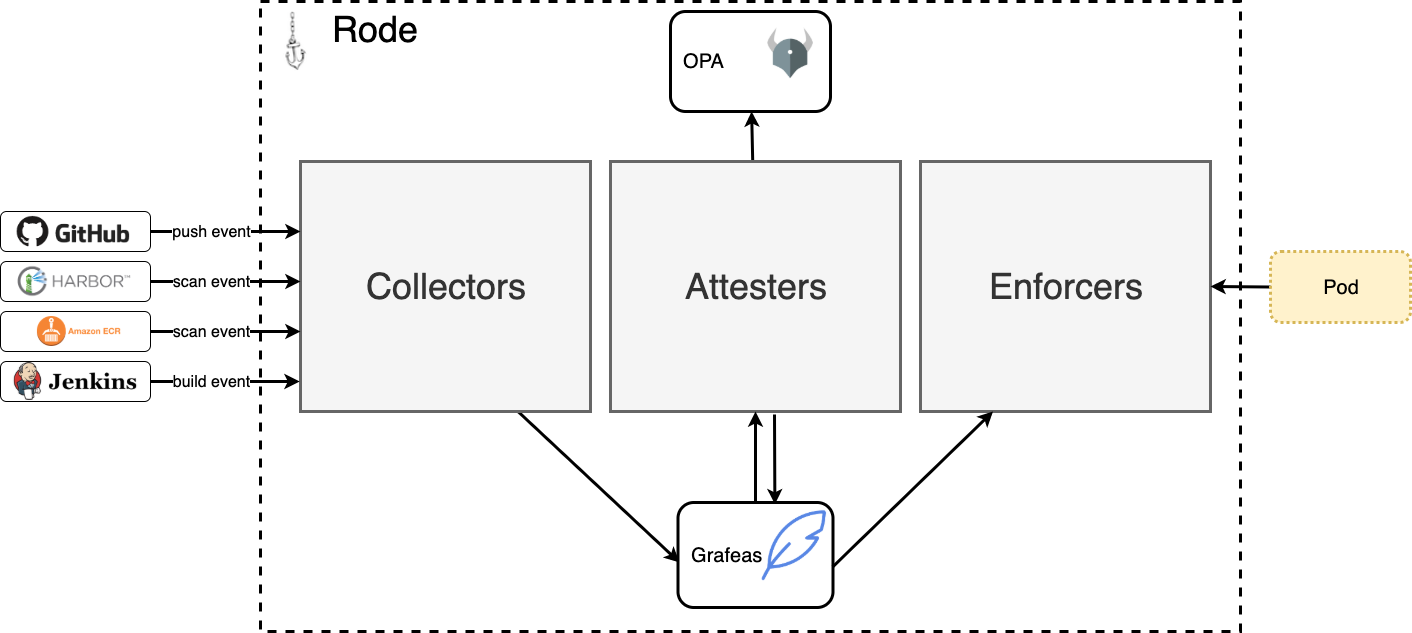 Rode
OPA
GitHub
push event
HARBOR™
scan event
Amazon ECR
scan event
Jenkins
build event
Collectors
Attesters
Enforcers
Pod
Grafeas